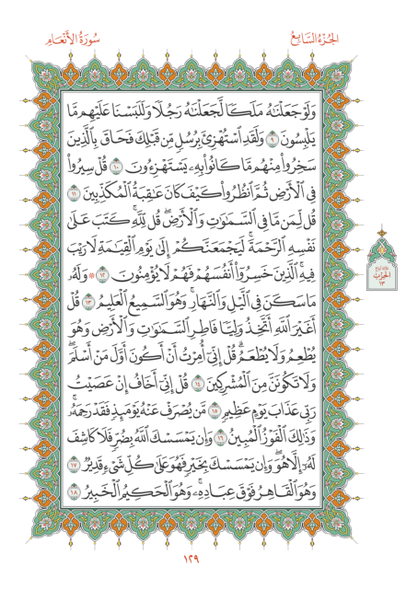 الجزء السابع
سورة الأنعام
وَلَوْ جَعَلْنَٰهُ مَلَكًا لَّجَعَلْنَٰهُ رَجُلًا وَلَلَبَسْنَا عَلَيْهِم مَّا
يَلْبِسُونَ ٩ وَلَقَدِ ٱسْتُهْزِئَ بِرُسُلٍ مِّن قَبْلِكَ فَحَاقَ بِٱلَّذِينَ
سَخِرُوا۟ مِنْهُم مَّا كَانُوا۟ بِهِۦ يَسْتَهْزِءُونَ ١٠ قُلْ سِيرُوا۟
فِى ٱلْأَرْضِ ثُمَّ ٱنظُرُوا۟ كَيْفَ كَانَ عَٰقِبَةُ ٱلْمُكَذِّبِينَ ١١
قُل لِّمَن مَّا فِى ٱلسَّمَٰوَٰتِ وَٱلْأَرْضِ ۖ قُل لِّلَّهِ ۚ كَتَبَ عَلَىٰ
نَفْسِهِ ٱلرَّحْمَةَ ۚ لَيَجْمَعَنَّكُمْ إِلَىٰ يَوْمِ ٱلْقِيَٰمَةِ لَا رَيْبَ
فِيهِ ۚ ٱلَّذِينَ خَسِرُوٓا۟ أَنفُسَهُمْ فَهُمْ لَا يُؤْمِنُونَ ١٢ ۞ وَلَهُۥ
مَا سَكَنَ فِى ٱلَّيْلِ وَٱلنَّهَارِ ۚ وَهُوَ ٱلسَّمِيعُ ٱلْعَلِيمُ ١٣ قُلْ
أَغَيْرَ ٱللَّهِ أَتَّخِذُ وَلِيًّا فَاطِرِ ٱلسَّمَٰوَٰتِ وَٱلْأَرْضِ وَهُوَ
يُطْعِمُ وَلَا يُطْعَمُ ۗ قُلْ إِنِّىٓ أُمِرْتُ أَنْ أَكُونَ أَوَّلَ مَنْ أَسْلَمَ ۖ
وَلَا تَكُونَنَّ مِنَ ٱلْمُشْرِكِينَ ١٤ قُلْ إِنِّىٓ أَخَافُ إِنْ عَصَيْتُ
رَبِّى عَذَابَ يَوْمٍ عَظِيمٍ ١٥ مَّن يُصْرَفْ عَنْهُ يَوْمَئِذٍ فَقَدْ رَحِمَهُۥ ۚ
وَذَٰلِكَ ٱلْفَوْزُ ٱلْمُبِينُ ١٦ وَإِن يَمْسَسْكَ ٱللَّهُ بِضُرٍّ فَلَا كَاشِفَ
لَهُۥٓ إِلَّا هُوَ ۖ وَإِن يَمْسَسْكَ بِخَيْرٍ فَهُوَ عَلَىٰ كُلِّ شَىْءٍ قَدِيرٌ ١٧
وَهُوَ ٱلْقَاهِرُ فَوْقَ عِبَادِهِۦ ۚ وَهُوَ ٱلْحَكِيمُ ٱلْخَبِيرُ ١٨
الحزب
١٣
١٢٩